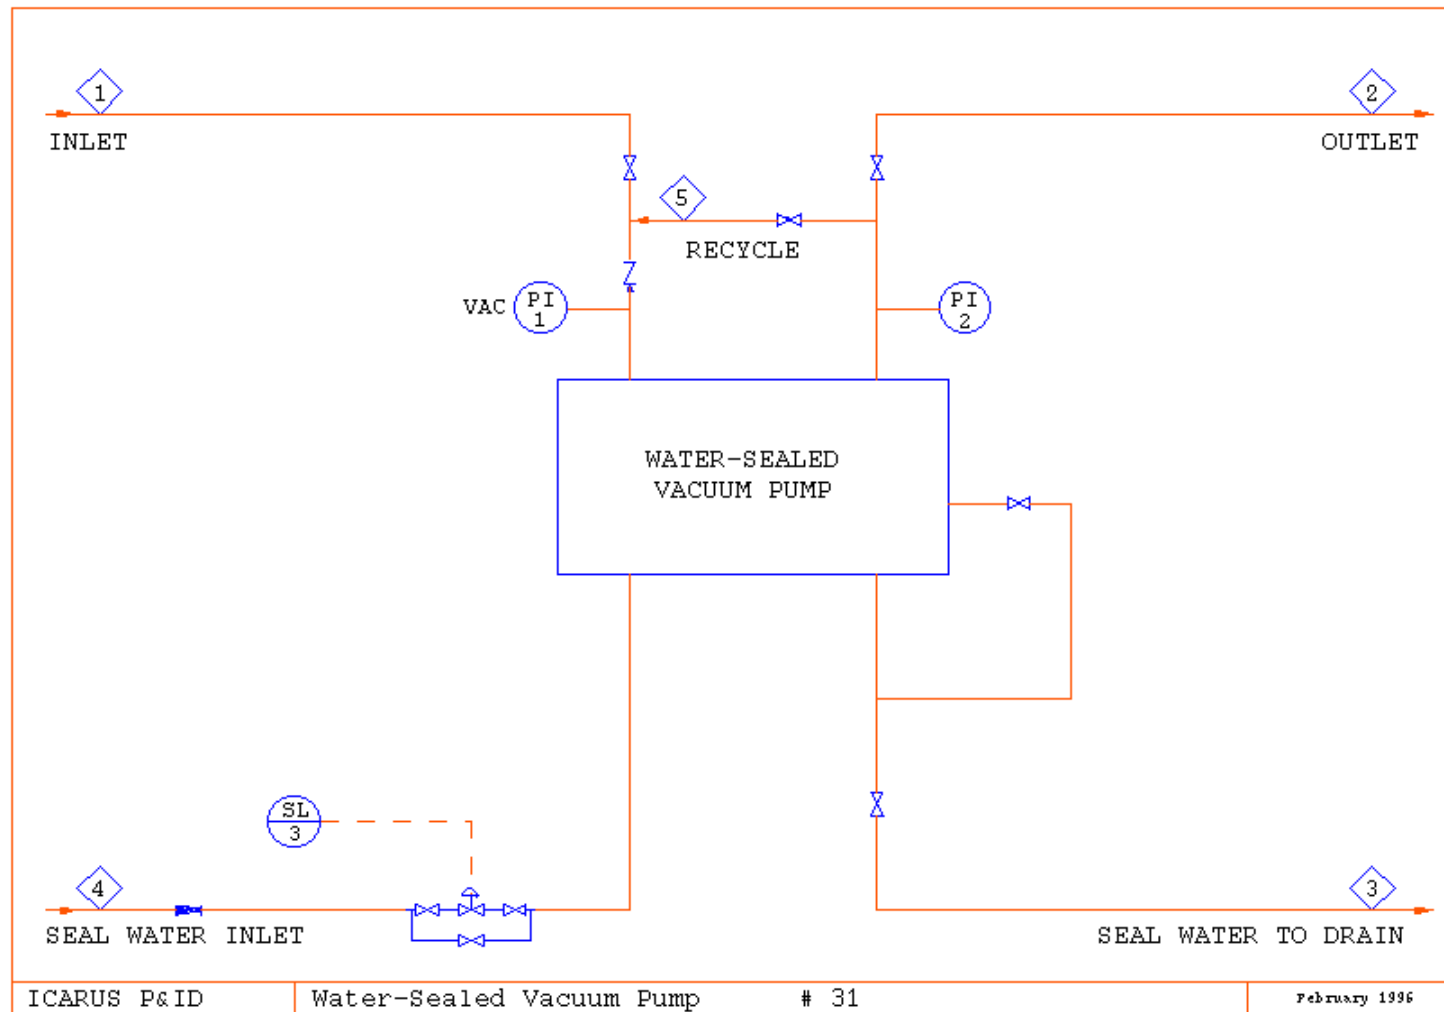 1
2
INLET
OUTLET
5
RECYCLE
VAC
PI
1
PI
2
WATER-SEALED
VACUUM PUMP
SL
3
4
3
SEAL WATER INLET
SEAL WATER TO DRAIN
ICARUS P&ID
Water-Sealed Vacuum Pump # 31
February 1996